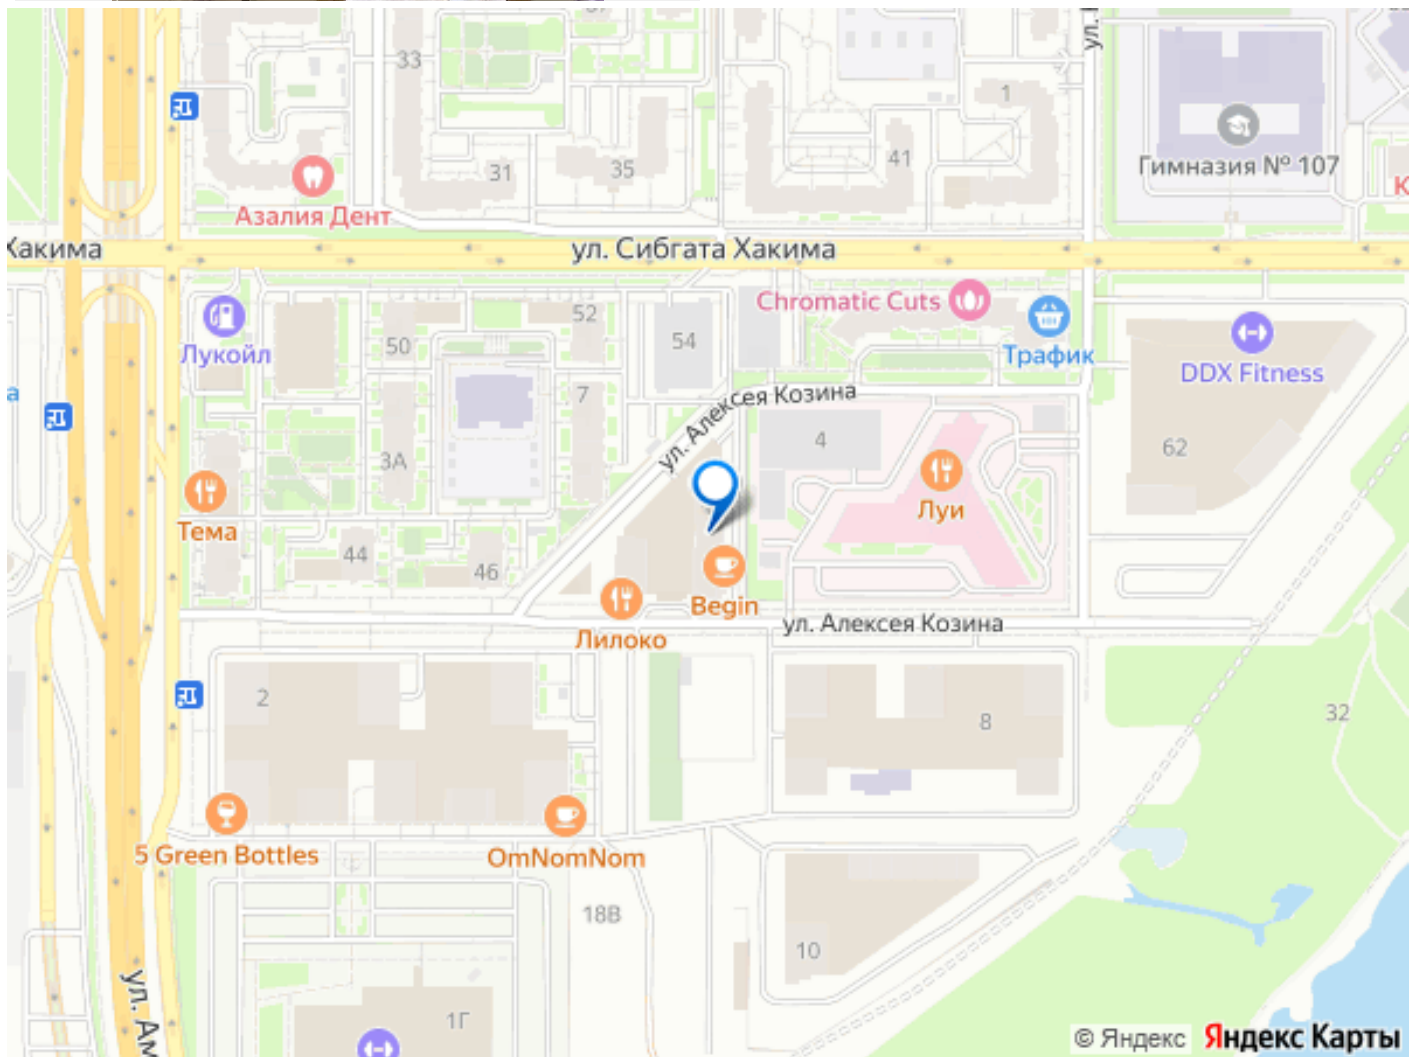 33
1
31
35
41
Гимназия № 107
Азалия Дент
Хакима
ул. Сибгата Хакима
Chromatic Cuts
52
Лукойл
50
54
Трафик
DDX Fitness
7
ул. Алексея Козина
4
3А
62
Тема
Луи
44
46
Begin
Лилоко
ул. Алексея Козина
2
8
32
5 Green Bottles
OmNomNom
18В
10
ул. Ам
1Г
© Яндекс Яндекс Карты